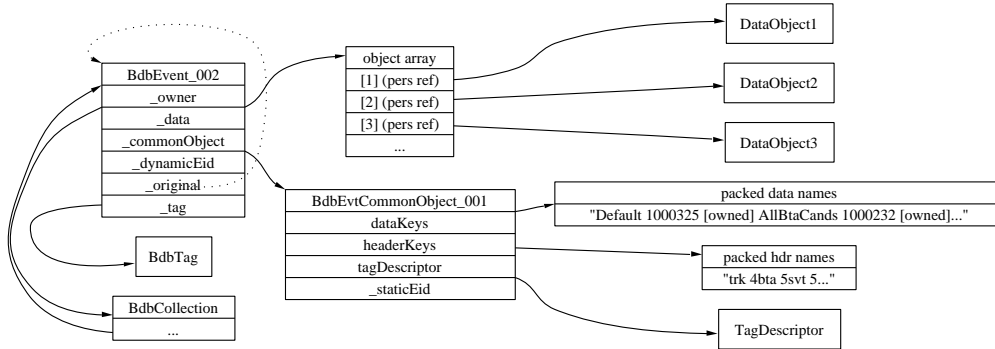 BdbEvent_002
_owner
_data
_commonObject
_dynamicEid
_original
_tag
BdbTag
BdbCollection
...
object array
[1] (pers ref)
[2] (pers ref)
[3] (pers ref)
...
DataObject1
DataObject2
DataObject3
BdbEvtCommonObject_001
dataKeys
headerKeys
tagDescriptor
_staticEid
packed data names
"Default 1000325 [owned] AllBtaCands 1000232 [owned]..."
packed hdr names
"trk 4bta 5svt 5..."
TagDescriptor